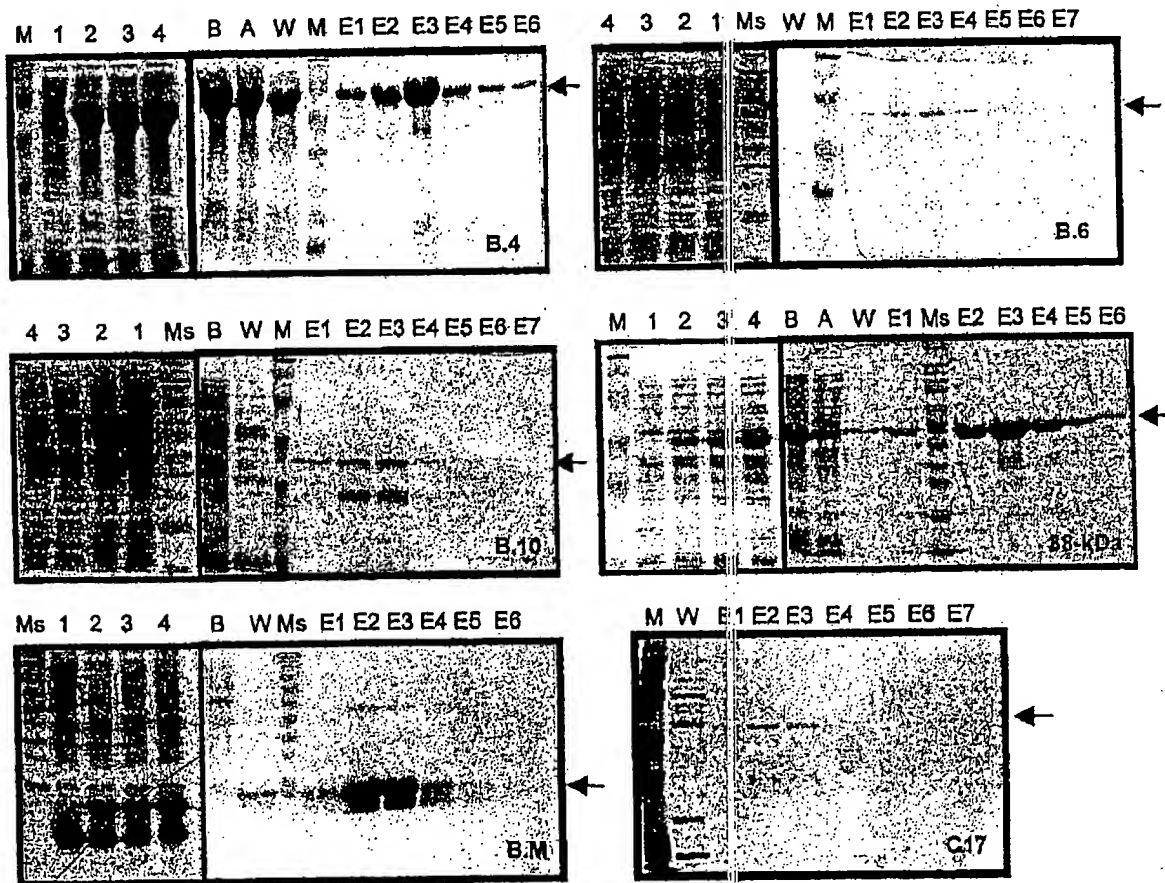 M 1 2 3 4 B A W M E1 E2 E3 E4 E5 E6
B.4
4 3 2 1 Ms W M E1 E2 E3 E4 E5 E6 E7
B.6
4 3 2 1 Ms B W M E1 E2 E3 E4 E5 E6 E7
B.10
M 1 2 3 4 B A W E1 Ms E2 E3 E4 E5 E6
-kDa
Ms 1 2 3 4 B W Ms E1 E2 E3 E4 E5 E6
B.M
M W E1 E2 E3 E4 E5 E6 E7
C.17